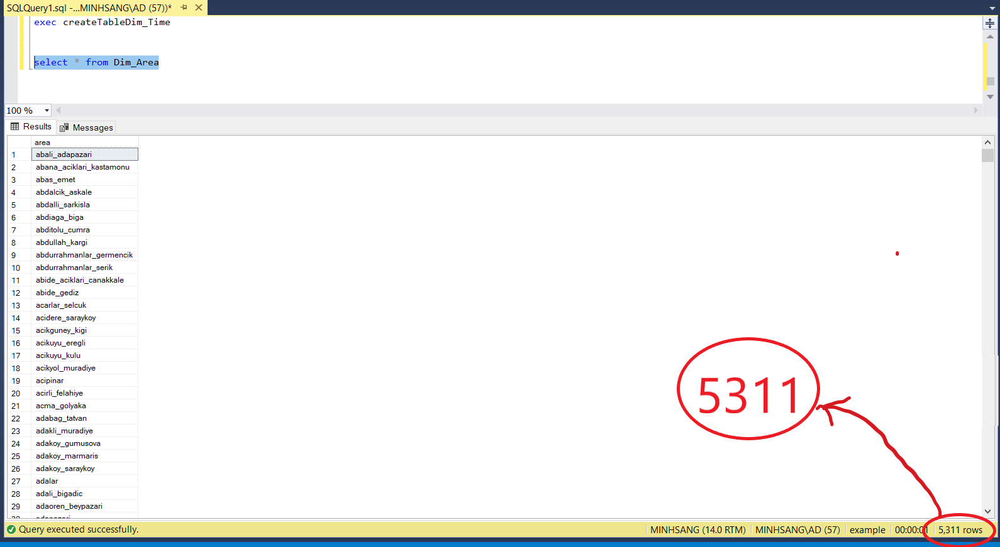 SQLQuery1.sql -...MINHSANG\AD (57))*
exec createTableDim_Time
select * from Dim_Area
100 %
Results Messages
area
1 abali_adapazari
2 abana_aciklari_kastamonu
3 abas_emet
4 abdalcik_askale
5 abdalli_sarkisla
6 abdiaga_biga
7 abditolu_cumra
8 abdullah_kargi
9 abdurrahmanlar_germencik
10 abdurrahmanlar_serik
11 abide_aciklari_canakkale
12 abide_gediz
13 acarlar_selcuk
14 acidere_saraykoy
15 acikguney_kigi
16 acikuyu_eregli
17 acikuyu_kulu
18 acikyol_muradiye
19 acipinar
20 acirli_felahiye
21 acma_golyaka
22 adabag_tatvan
23 adakli_muradiye
24 adakoy_gumusova
25 adakoy_marmaris
26 adakoy_saraykoy
27 adalar
28 adali_bigadic
29 adaoren_beypazari
5311
Query executed successfully. MINHSANG (14.0 RTM) MINHSANG\AD (57) example 00:00:01 5,311 rows